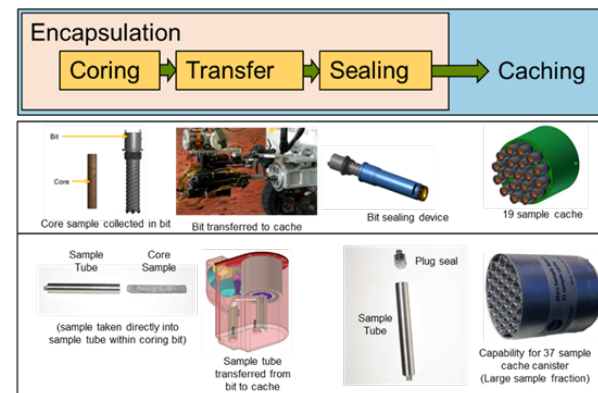 Encapsulation
Coring
Transfer
Sealing
Caching
Bit
Core
Core sample collected in bit
Bit transferred to cache
Bit sealing device
19 sample cache
Sample
Tube
Core
Sample
(sample taken directly into
sample tube within coring bit)
Sample tube
transferred from
bit to cache
Plug seal
Sample
Tube
Capability for 37 sample
cache canister
(Large sample fraction)